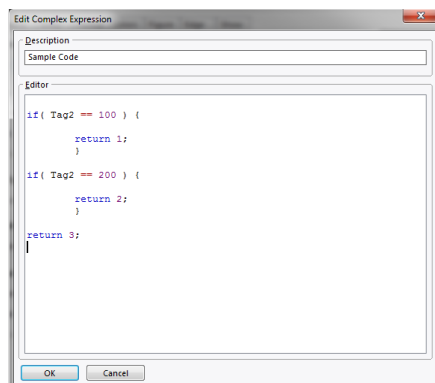 Edit Complex Expression
Description
Sample Code
Editor
if( Tag2 == 100 ) {
return 1;
}
if( Tag2 == 200 ) {
return 2;
}
return 3;
OK
Cancel